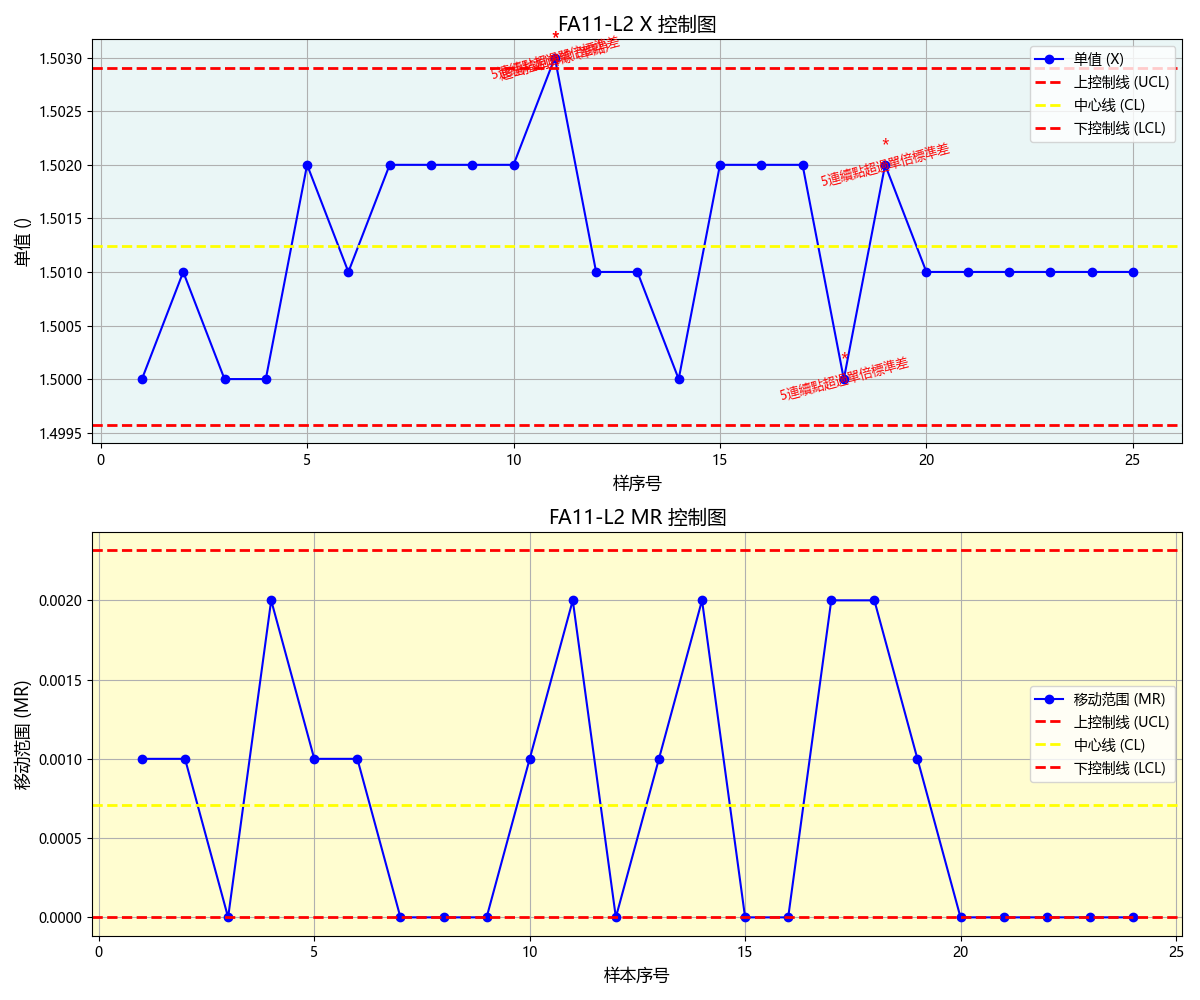 FA11-L2 X 控制图
单值 ()
1.5030
1.5025
1.5020
1.5015
1.5010
1.5005
1.5000
1.4995
*
*
5連續點超過單倍標準差
*
5連續點超過單倍標準差
单值 (X)
上控制线 (UCL)
中心线 (CL)
下控制线 (LCL)
0 5 10 15 20 25
样序号
FA11-L2 MR 控制图
移动范围 (MR)
0.0020
0.0015
0.0010
0.0005
0.0000
移动范围 (MR)
上控制线 (UCL)
中心线 (CL)
下控制线 (LCL)
0 5 10 15 20 25
样本序号